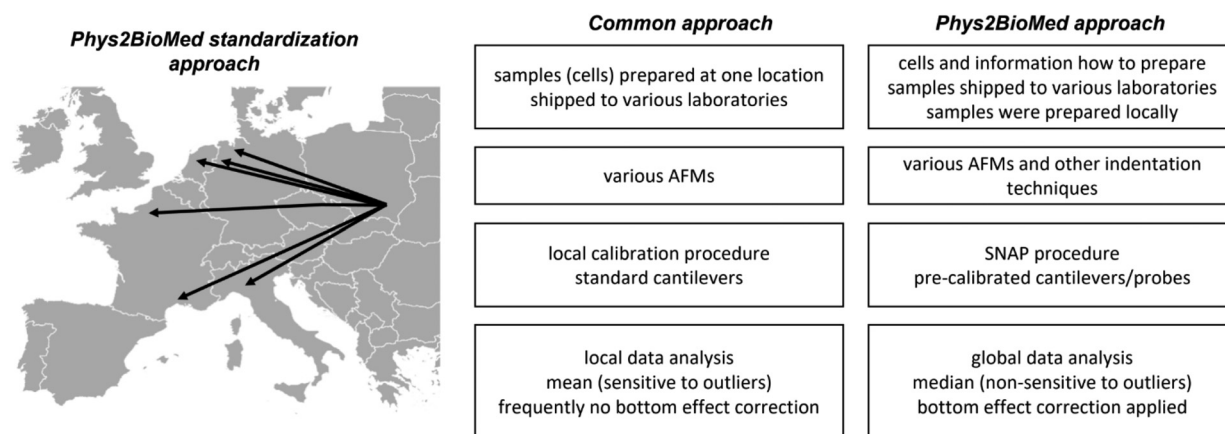 Phys2BioMed standardization
approach
Common approach
samples (cells) prepared at one location
shipped to various laboratories
various AFMs
local calibration procedure
standard cantilevers
local data analysis
mean (sensitive to outliers)
frequently no bottom effect correction
Phys2BioMed approach
cells and information how to prepare
samples shipped to various laboratories
samples were prepared locally
various AFMs and other indentation
techniques
SNAP procedure
pre-calibrated cantilevers/probes
global data analysis
median (non-sensitive to outliers)
bottom effect correction applied